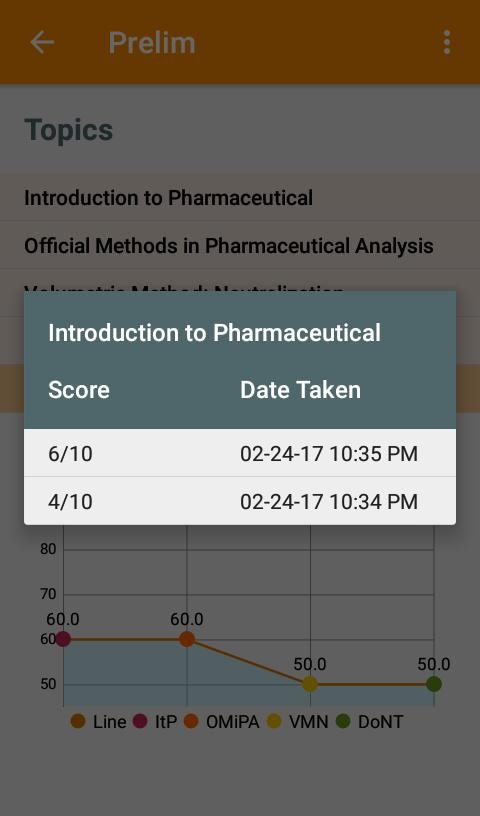 Prelim
Topics
Introduction to Pharmaceutical
Official Methods in Pharmaceutical Analysis
Volumetric Method: Neutralization
Introduction to Pharmaceutical
Score Date Taken
6/10 02-24-17 10:35 PM
4/10 02-24-17 10:34 PM
80
70
60.0 60.0
60
50.0 50.0
50
Line ItP OMiPA VMN DoNT